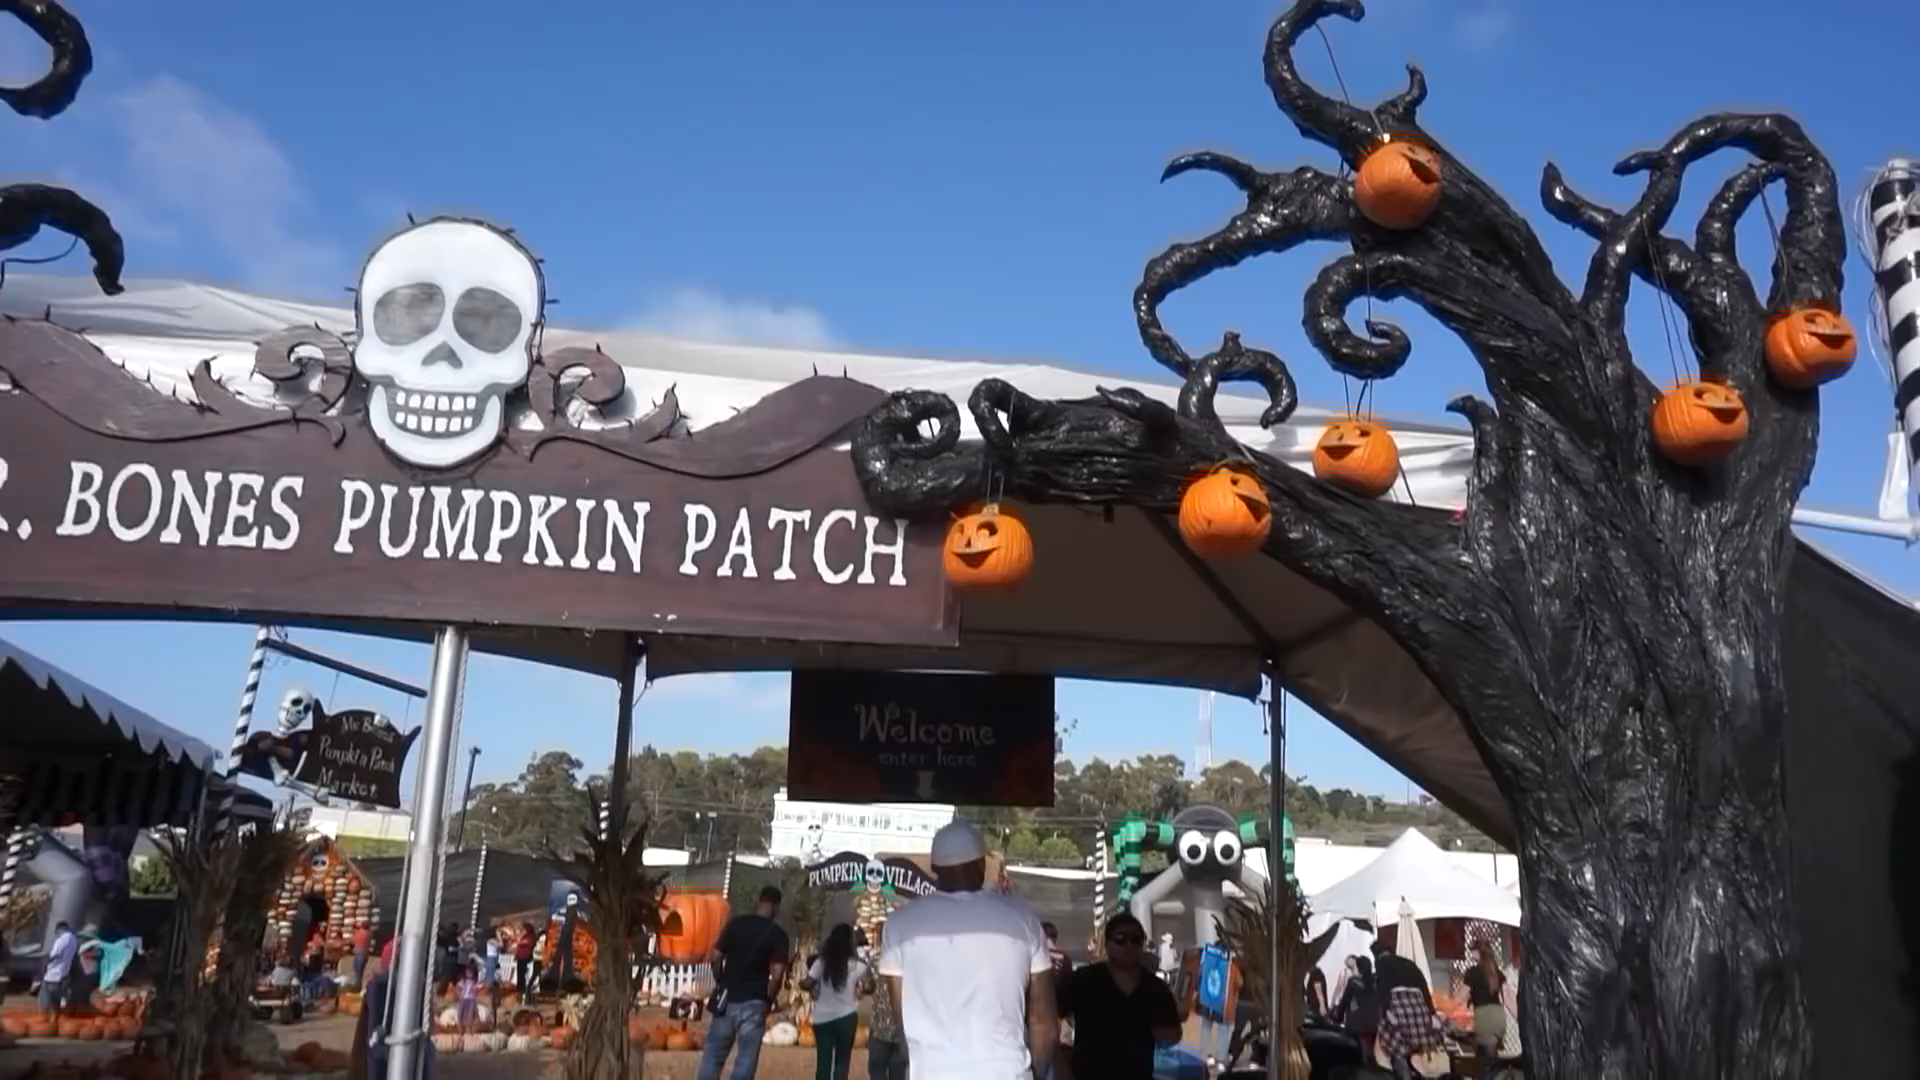 R. BONES PUMPKIN PATCH
Welcome
enter here
Mr Bones
Pumpkin Patch
Market
PUMPKIN VILLAGE